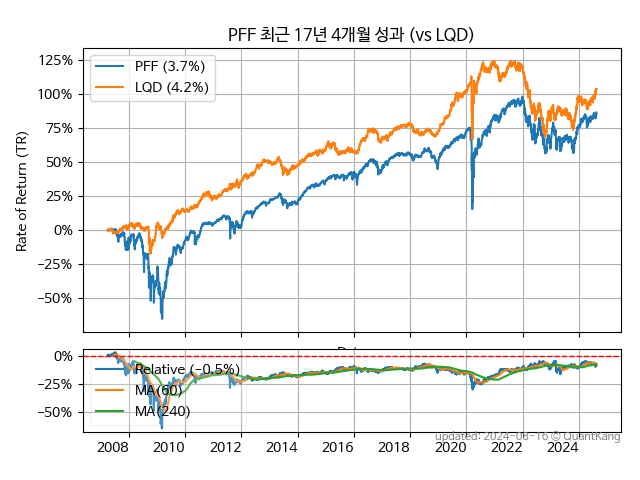 PFF 최근 17년 4개월 성과 (vs LQD)
Rate of Return (TR)
125%
100%
75%
50%
25%
0%
−25%
−50%
PFF (3.7%)
LQD (4.2%)
0%
−25%
−50%
Relative (−0.5%)
MA(60)
MA(240)
2008 2010 2012 2014 2016 2018 2020 2022 2024
updated: 2024-08-16 © QuantKang